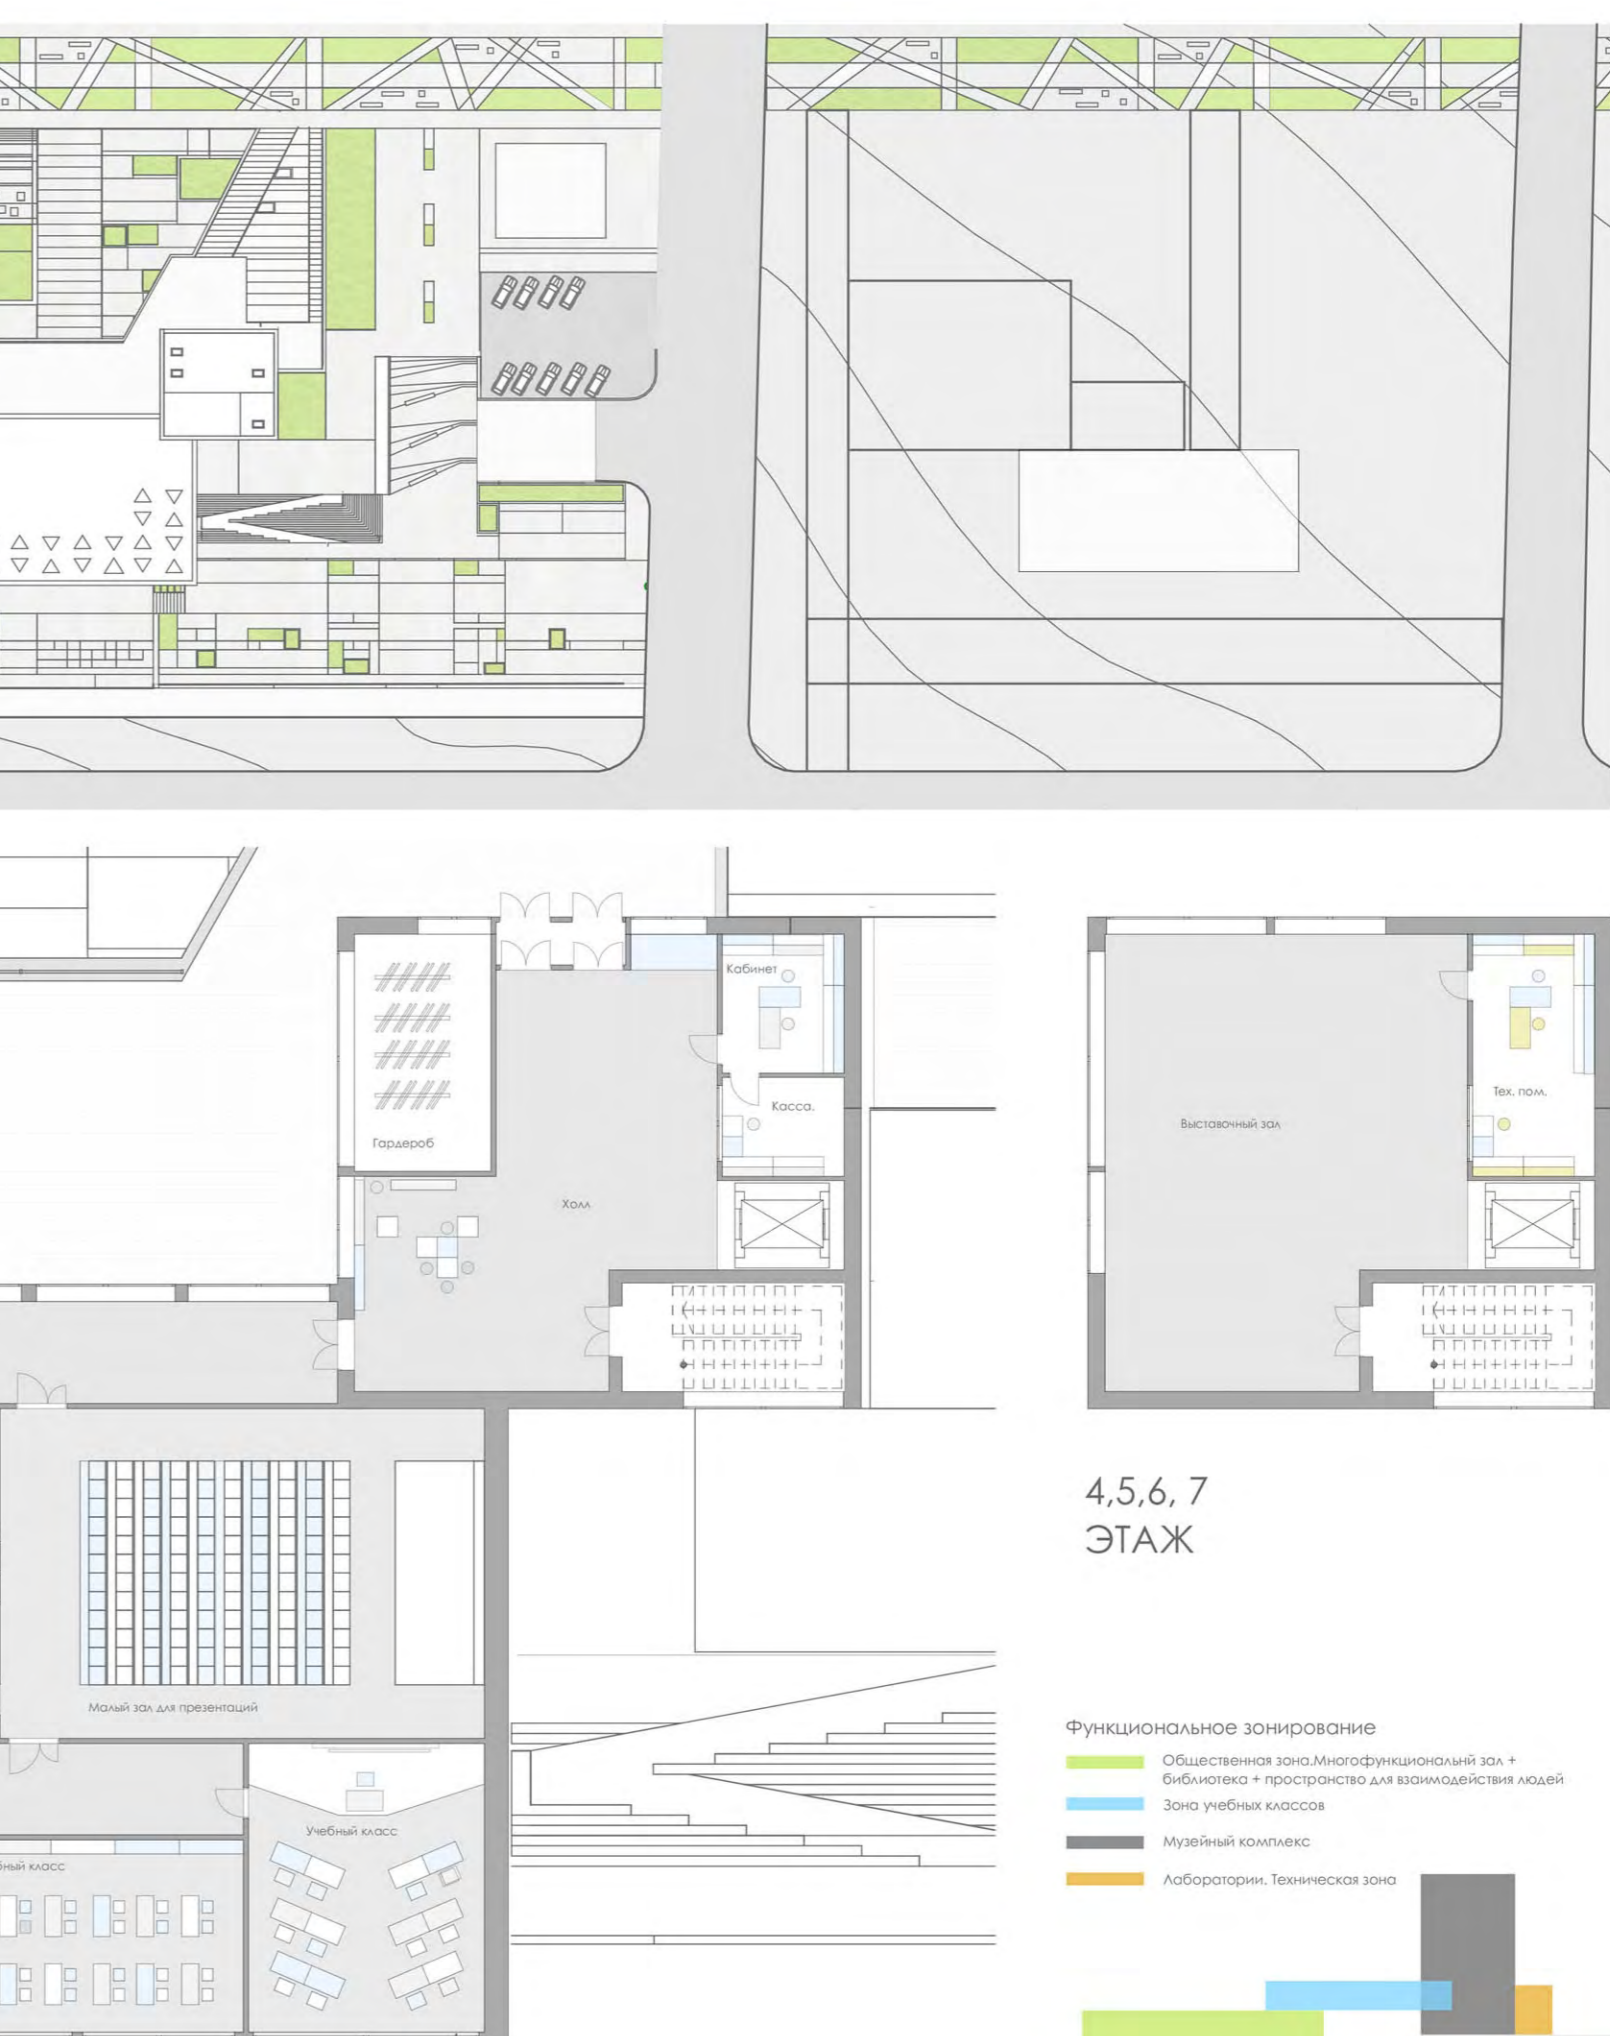 Кабинет
Касса.
Гардероб
Холл
Выставочный зал
Тех. пом.
4,5,6, 7
ЭТАЖ
Малый зал для презентаций
Учебный класс
ный класс
Функциональное зонирование
Общественная зона.Многофункциональнй зал +
библиотека + пространство для взаимодействия людей
Зона учебных классов
Музейный комплекс
Лаборатории. Техническая зона